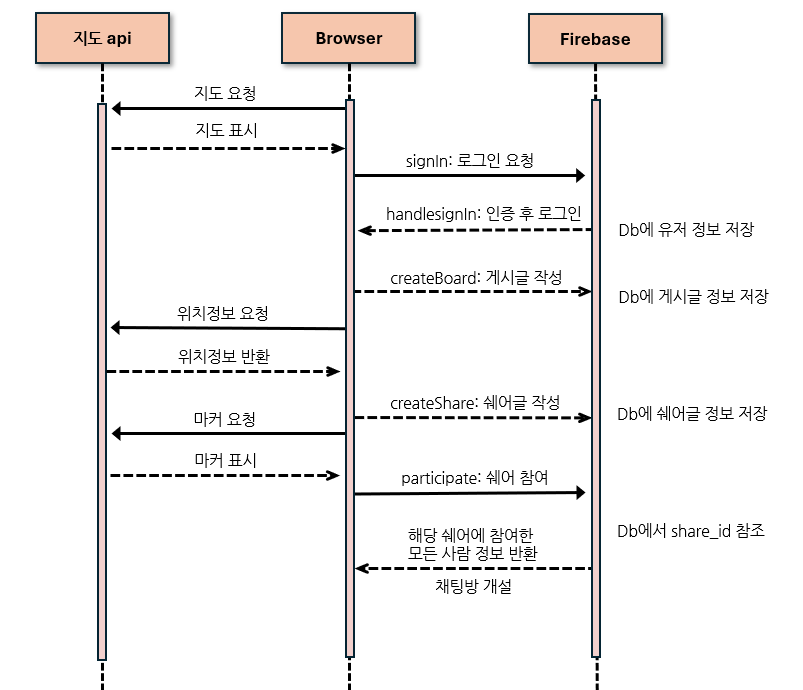 지도 api
Browser
Firebase
지도 요청
지도 표시
signIn: 로그인 요청
handlesignIn: 인증 후 로그인
Db에 유저 정보 저장
createBoard: 게시글 작성
Db에 게시글 정보 저장
위치정보 요청
위치정보 반환
createShare: 쉐어글 작성
Db에 쉐어글 정보 저장
마커 요청
마커 표시
participate: 쉐어 참여
Db에서 share_id 참조
해당 쉐어에 참여한
모든 사람 정보 반환
채팅방 개설